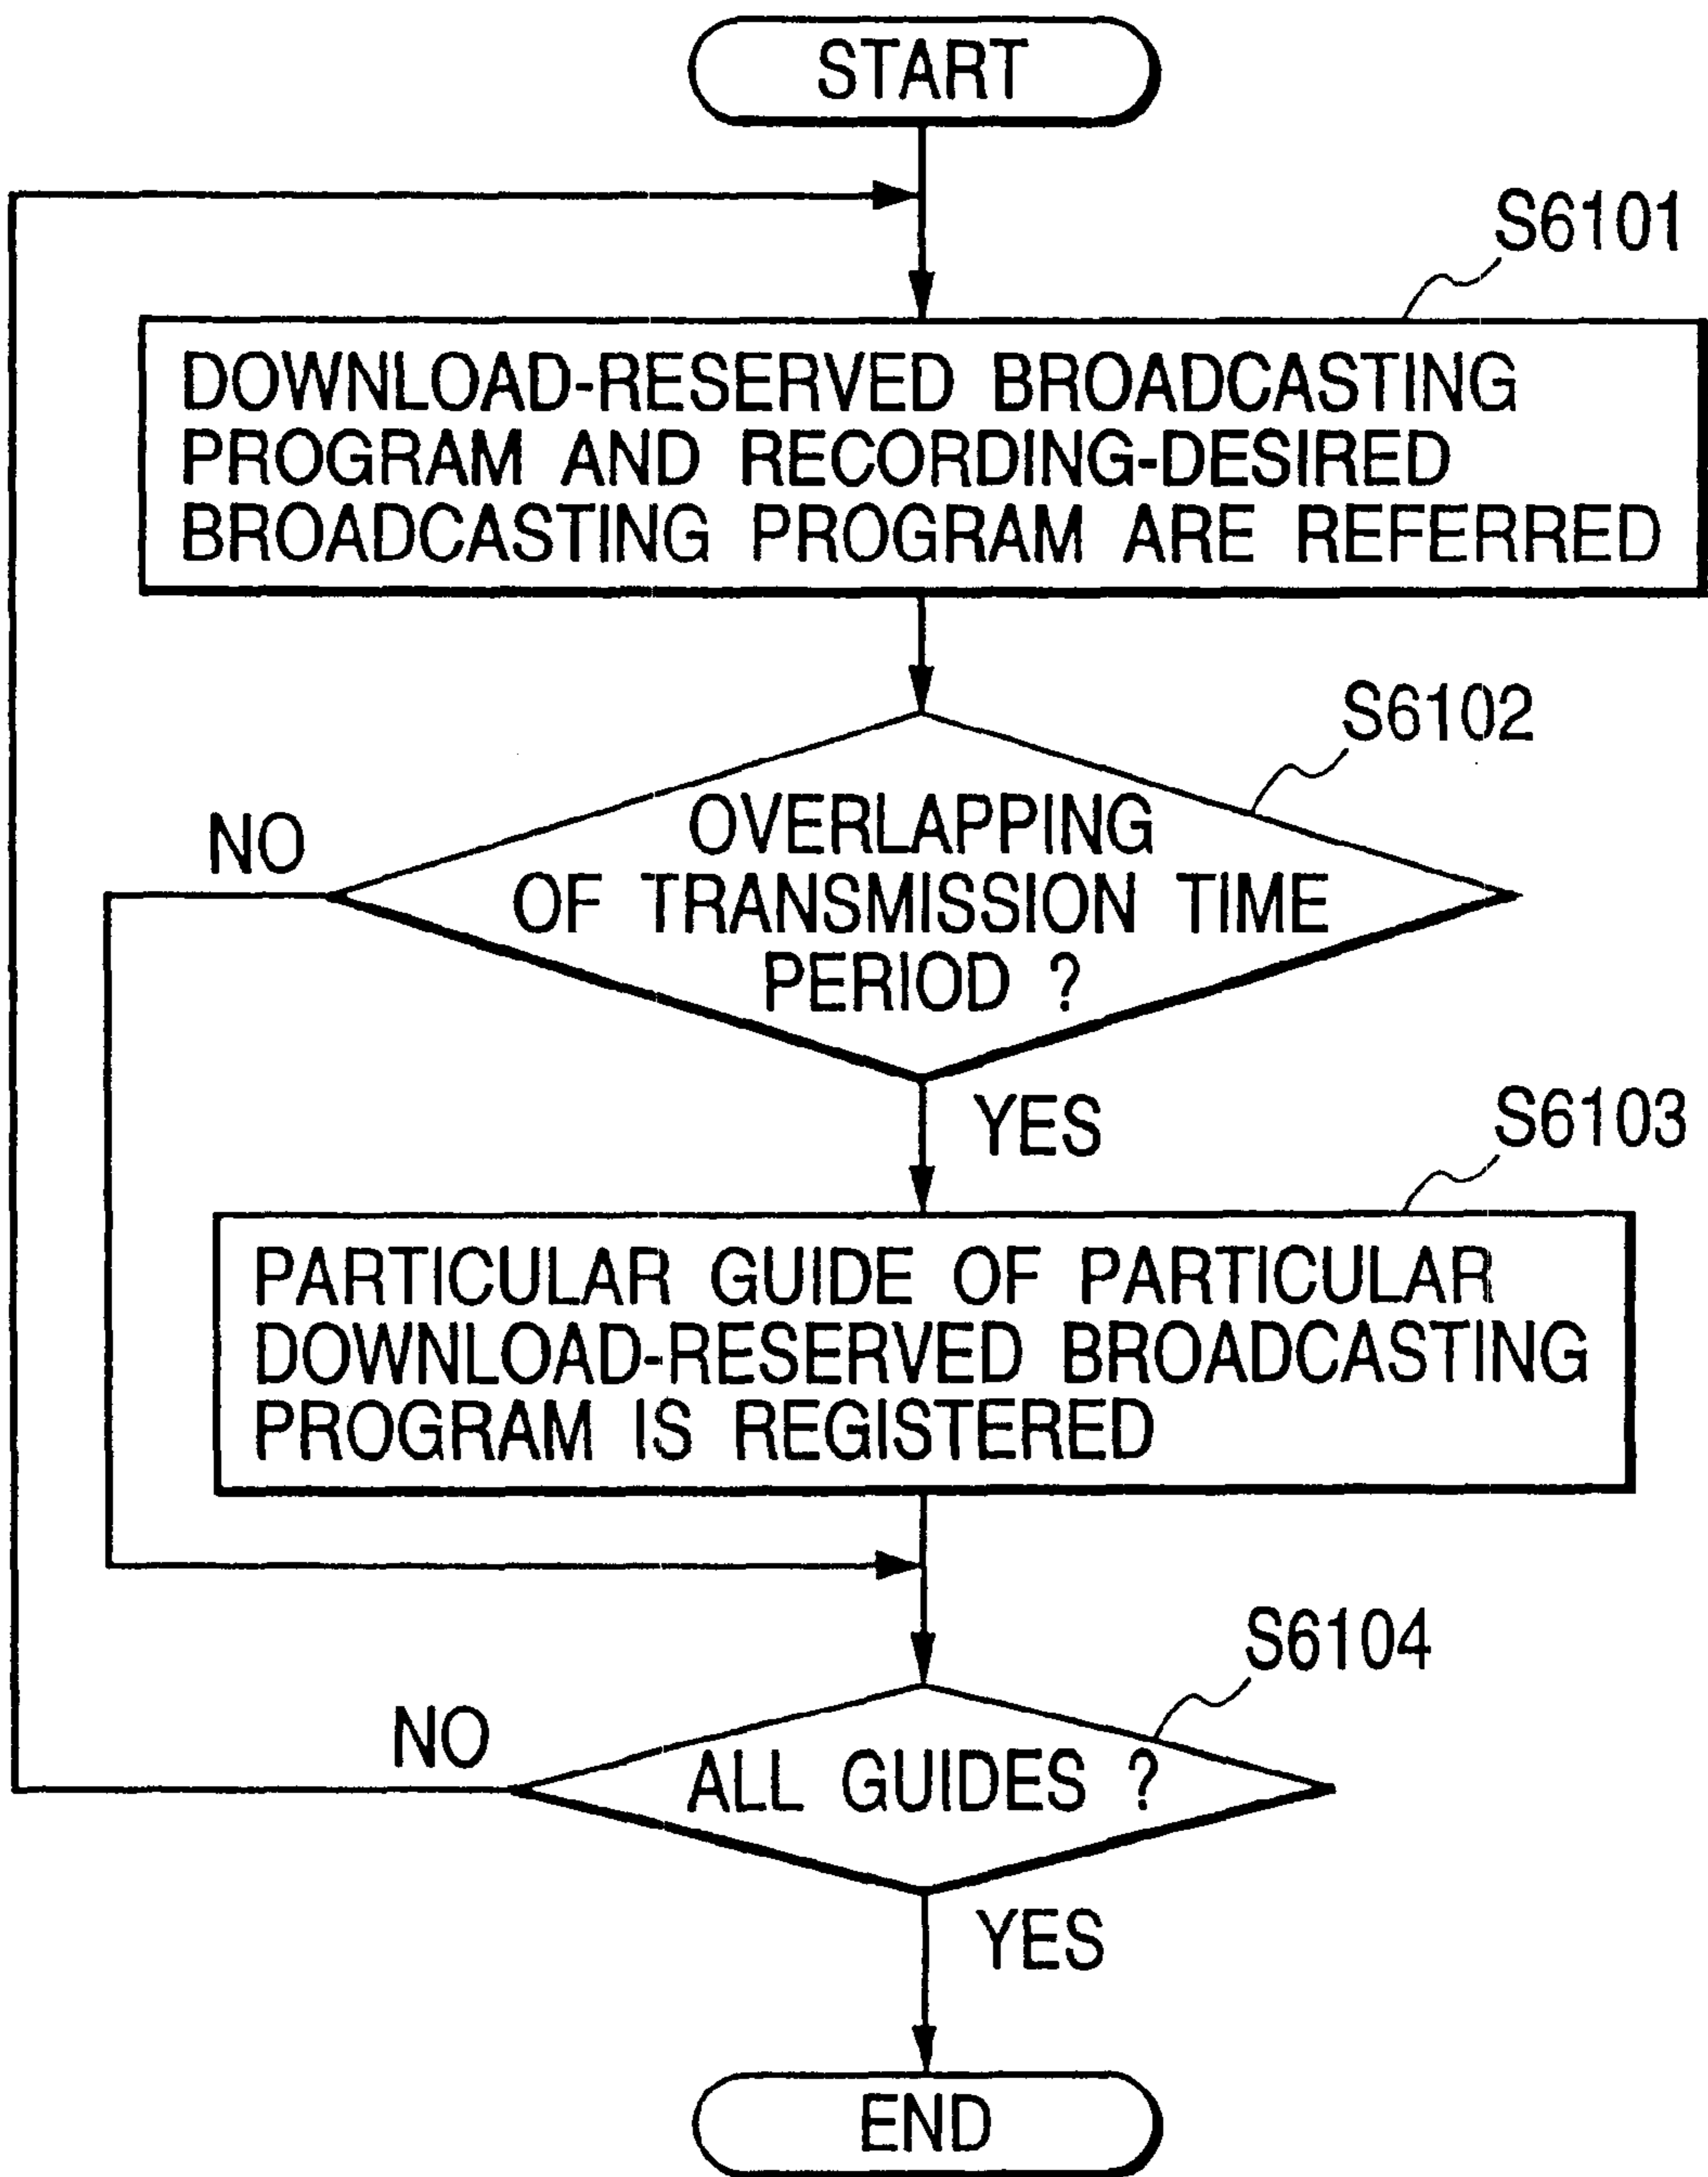 START
S6101
DOWNLOAD-RESERVED BROADCASTING
PROGRAM AND RECORDING-DESIRED
BROADCASTING PROGRAM ARE REFERRED
S6102
OVERLAPPING
OF TRANSMISSION TIME
PERIOD ?
NO
YES
S6103
PARTICULAR GUIDE OF PARTICULAR
DOWNLOAD-RESERVED BROADCASTING
PROGRAM IS REGISTERED
S6104
NO
ALL GUIDES ?
YES
END